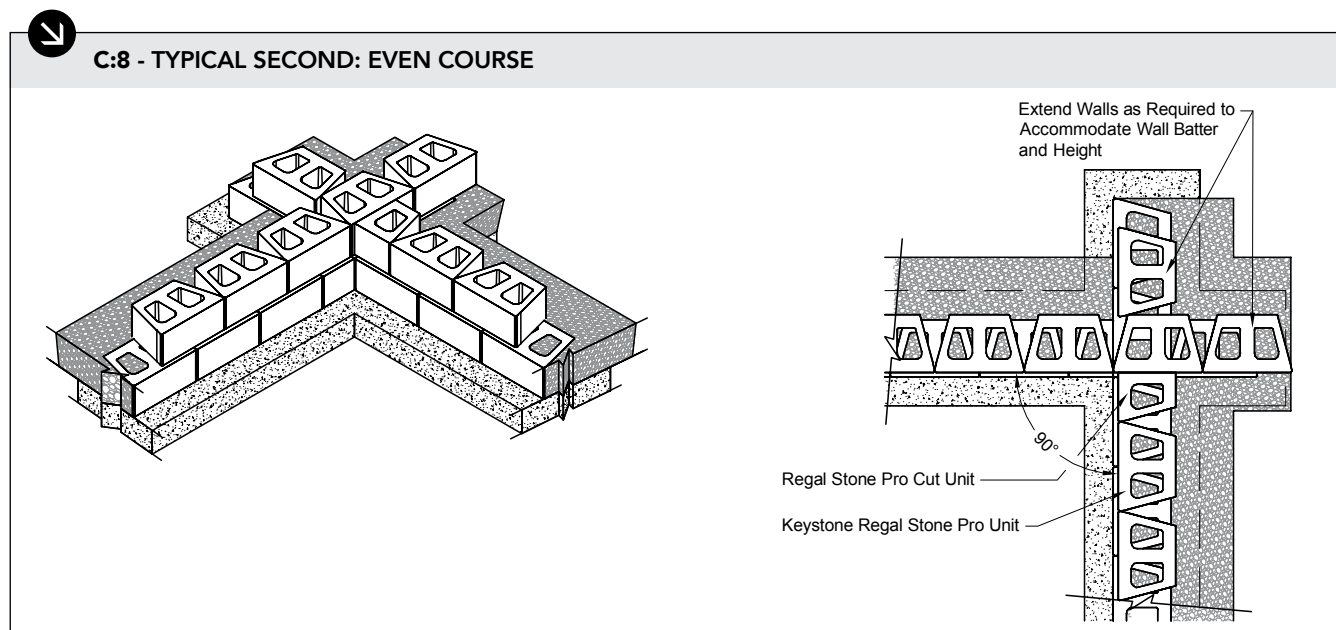 C:8 - TYPICAL SECOND: EVEN COURSE
Extend Walls as Required to
Accommodate Wall Batter
and Height
90°
Regal Stone Pro Cut Unit
Keystone Regal Stone Pro Unit